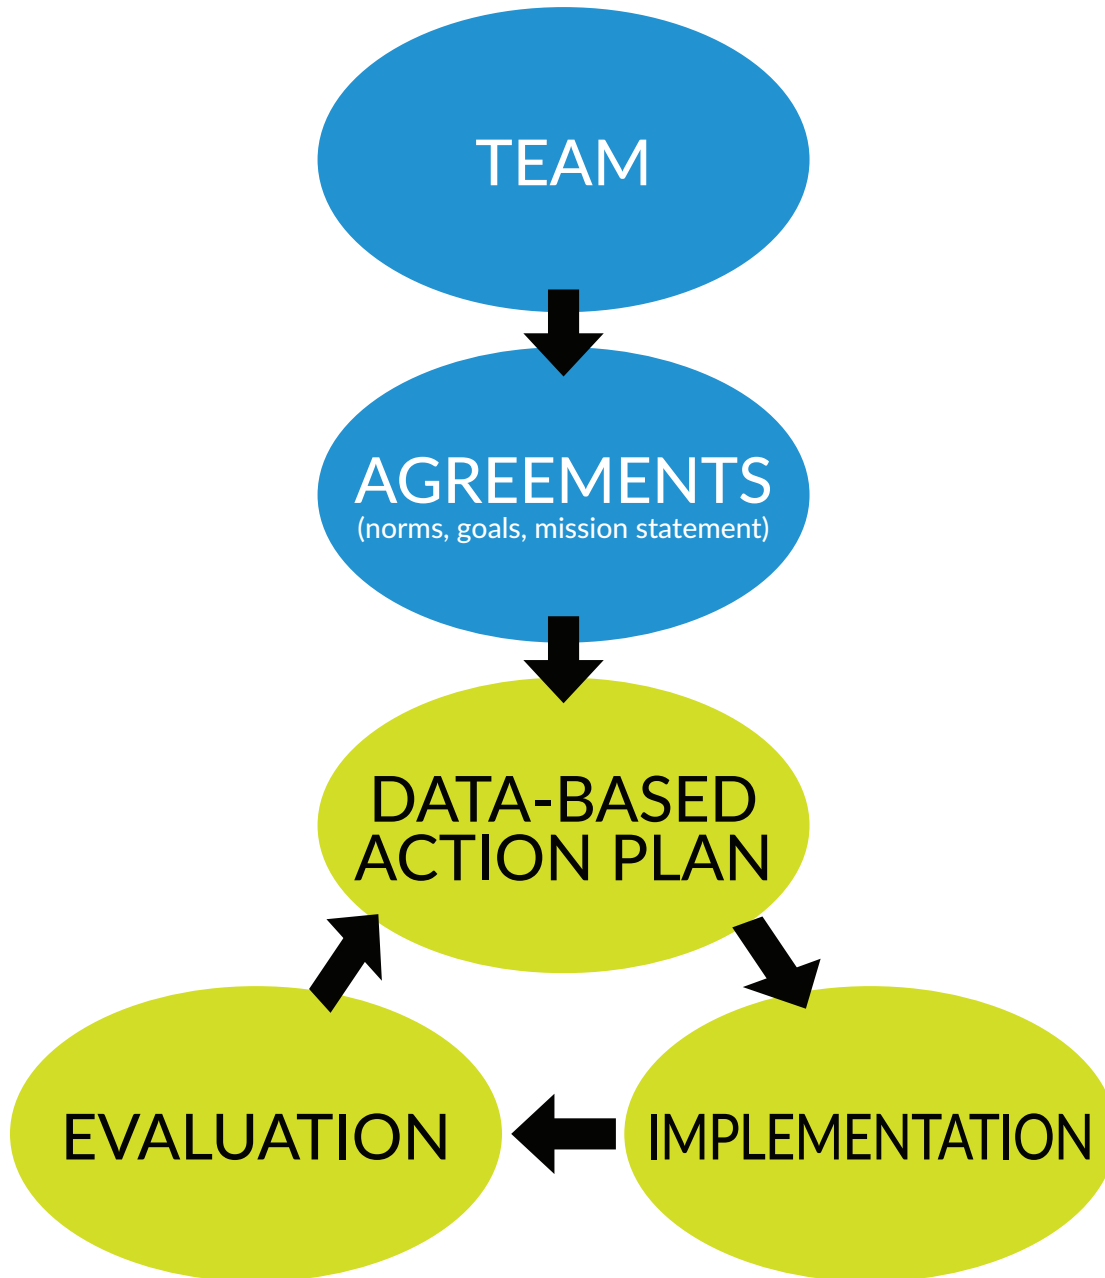 TEAM
AGREEMENTS
(norms, goals, mission statement)
DATA-BASED
ACTION PLAN
EVALUATION
IMPLEMENTATION